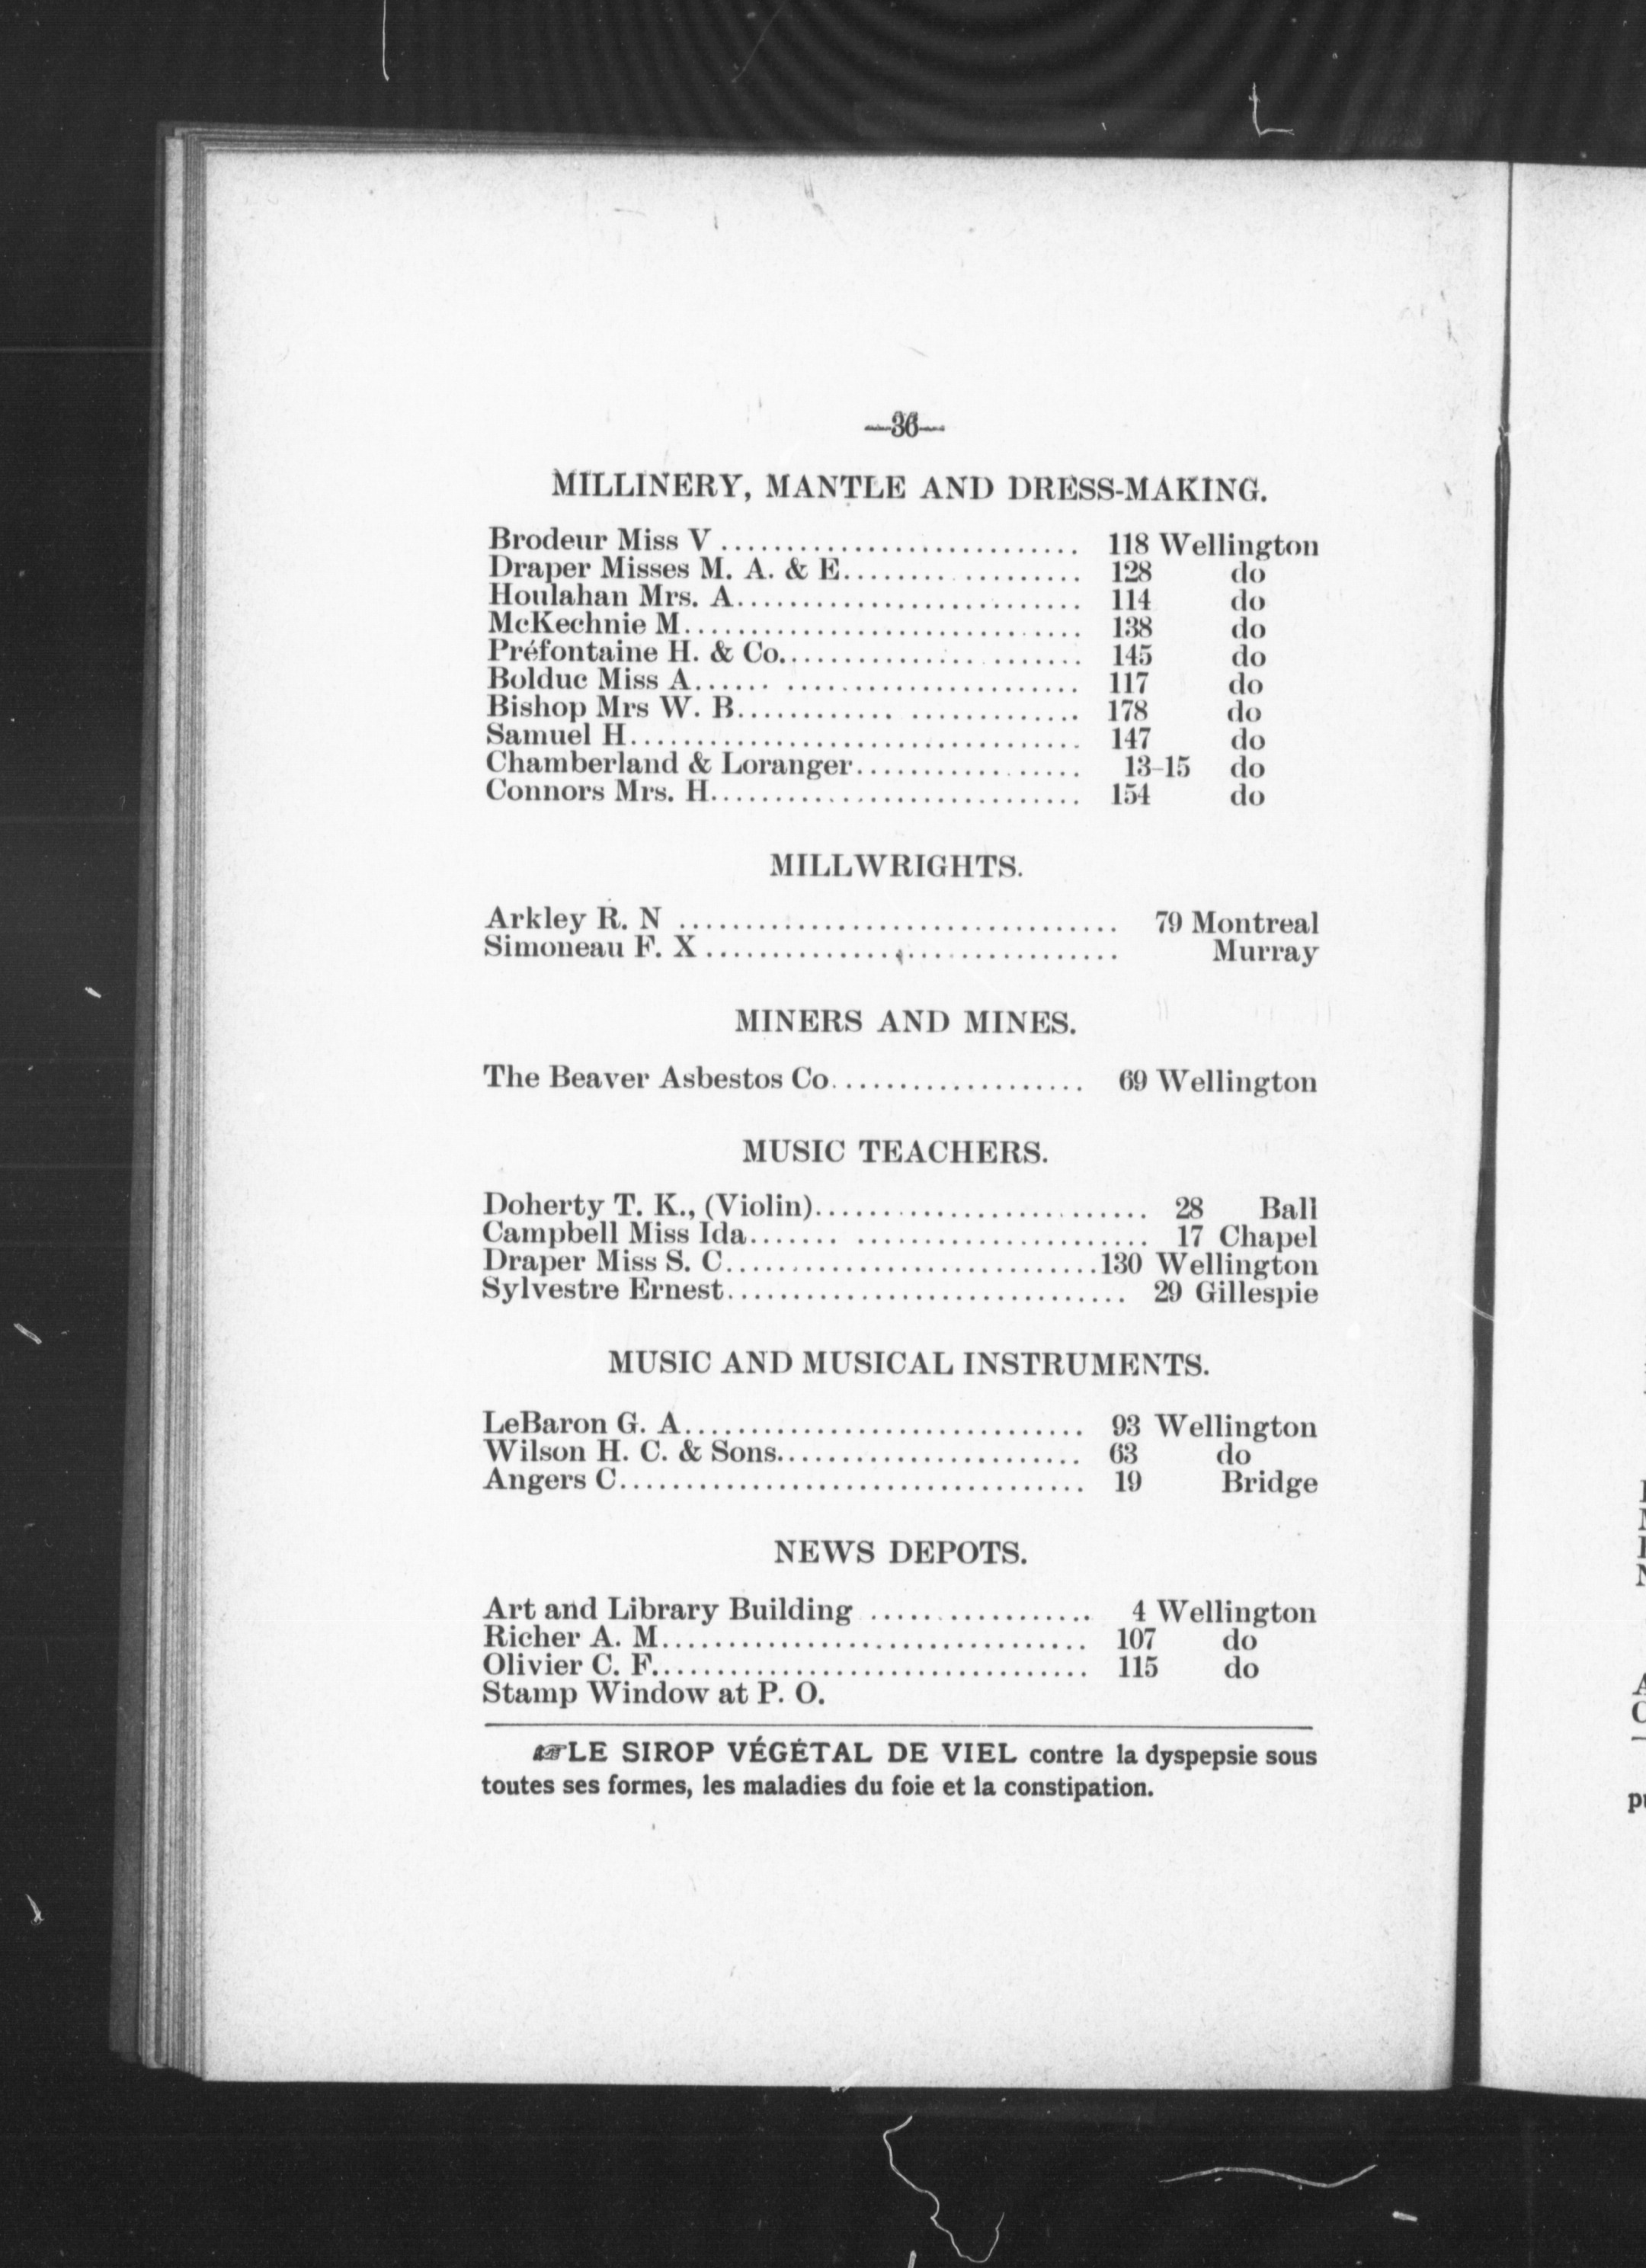 —36—
MILLINERY, MANTLE AND DRESS-MAKING.
Brodeur Miss V ........................... 118 Wellington
Draper Misses M. A. & E.................. 128 do
Houlahan Mrs. A.......................... 114 do
McKechnie M.............................. 138 do
Préfontaine H. & Co...................... 145 do
Bolduc Miss A...... ...................... 117 do
Bishop Mrs W. B............ ............. 178 do
Samuel H.................................. 147 do
Chamberland & Loranger................. 13-15 do
Connors Mrs. H............................ 154 do
MILLWRIGHTS.
Arkley R. N ................................. 79 Montreal
Simoneau F. X ............................... Murray
MINERS AND MINES.
The Beaver Asbestos Co................... 69 Wellington
MUSIC TEACHERS.
Doherty T. K., (Violin)......................... 28 Ball
Campbell Miss Ida....... ...................... 17 Chapel
Draper Miss S. C............................130 Wellington
Sylvestre Ernest.............................. 29 Gillespie
MUSIC AND MUSICAL INSTRUMENTS.
LeBaron G. A.............................. 93 Wellington
Wilson H. C. & Sons....................... 63 do
Angers C................................... 19 Bridge
NEWS DEPOTS.
Art and Library Building ................. 4 Wellington
Richer A. M................................ 107 do
Olivier C. F................................. 115 do
Stamp Window at P. O.
☞LE SIROP VÉGÉTAL DE VIEL contre la dyspepsie sous
toutes ses formes, les maladies du foie et la constipation.